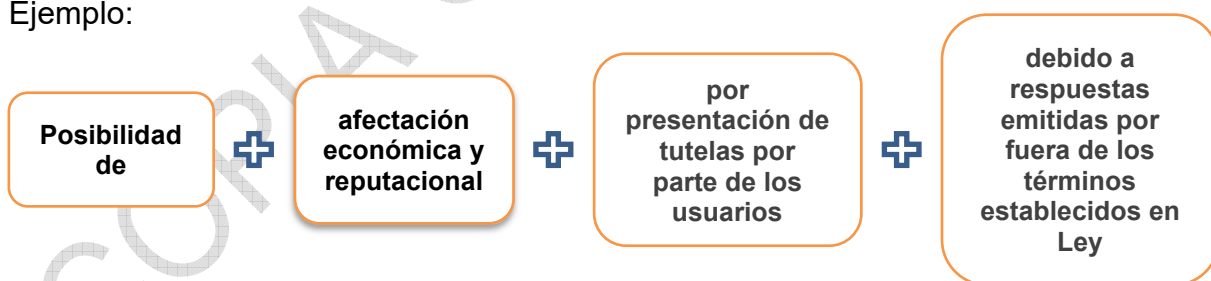 Ejemplo:
Posibilidad
de
afectación
económica y
reputacional
por
presentación de
tutelas por
parte de los
usuarios
debido a
respuestas
emitidas por
fuera de los
términos
establecidos en
Ley